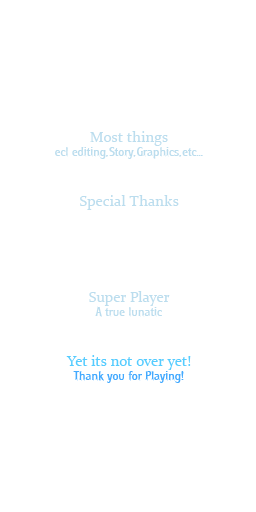 Most things
ecl editing,Story,Graphics,etc...
Special Thanks
Super Player
A true lunatic
Yet its not over yet!
Thank you for Playing!